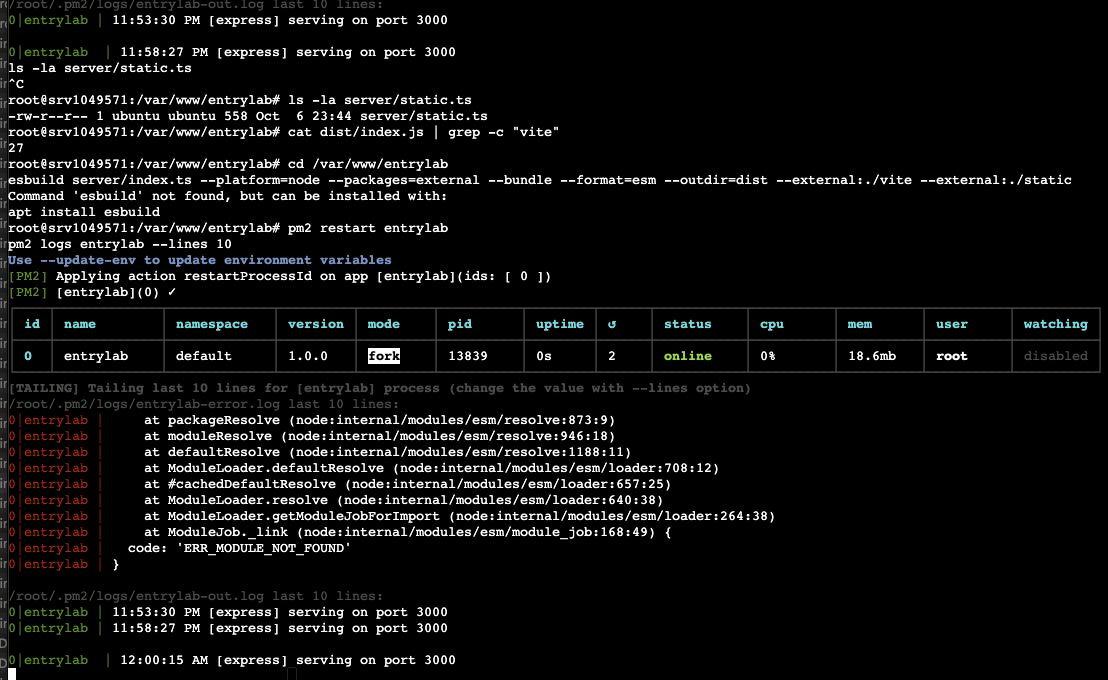 /root/.pm2/logs/entrylab-out.log last 10 lines:
0|entrylab | 11:53:30 PM [express] serving on port 3000
0|entrylab  | 11:58:27 PM [express] serving on port 3000
ls -la server/static.ts
^C
root@srv1049571:/var/www/entrylab# ls -la server/static.ts
-rw-r--r-- 1 ubuntu ubuntu 558 Oct  6 23:44 server/static.ts
root@srv1049571:/var/www/entrylab# cat dist/index.js | grep -c "vite"
27
root@srv1049571:/var/www/entrylab# cd /var/www/entrylab
esbuild server/index.ts --platform=node --packages=external --bundle --format=esm --outdir=dist --external:./vite --external:./static
Command 'esbuild' not found, but can be installed with:
apt install esbuild
root@srv1049571:/var/www/entrylab# pm2 restart entrylab
pm2 logs entrylab --lines 10
Use --update-env to update environment variables
[PM2] Applying action restartProcessId on app [entrylab](ids: [ 0 ])
[PM2] [entrylab](0) ✓
id name namespace version mode pid uptime ↺ status cpu mem user watching
0 entrylab default 1.0.0 fork 13839 0s 2 online 0% 18.6mb root disabled
[TAILING] Tailing last 10 lines for [entrylab] process (change the value with --lines option)
/root/.pm2/logs/entrylab-error.log last 10 lines:
0|entrylab |     at packageResolve (node:internal/modules/esm/resolve:873:9)
0|entrylab |     at moduleResolve (node:internal/modules/esm/resolve:946:18)
0|entrylab |     at defaultResolve (node:internal/modules/esm/resolve:1188:11)
0|entrylab |     at ModuleLoader.defaultResolve (node:internal/modules/esm/loader:708:12)
0|entrylab |     at #cachedDefaultResolve (node:internal/modules/esm/loader:657:25)
0|entrylab |     at ModuleLoader.resolve (node:internal/modules/esm/loader:640:38)
0|entrylab |     at ModuleLoader.getModuleJobForImport (node:internal/modules/esm/loader:264:38)
0|entrylab |     at ModuleJob._link (node:internal/modules/esm/module_job:168:49) {
0|entrylab |   code: 'ERR_MODULE_NOT_FOUND'
0|entrylab | }
/root/.pm2/logs/entrylab-out.log last 10 lines:
0|entrylab | 11:53:30 PM [express] serving on port 3000
0|entrylab | 11:58:27 PM [express] serving on port 3000
0|entrylab  | 12:00:15 AM [express] serving on port 3000